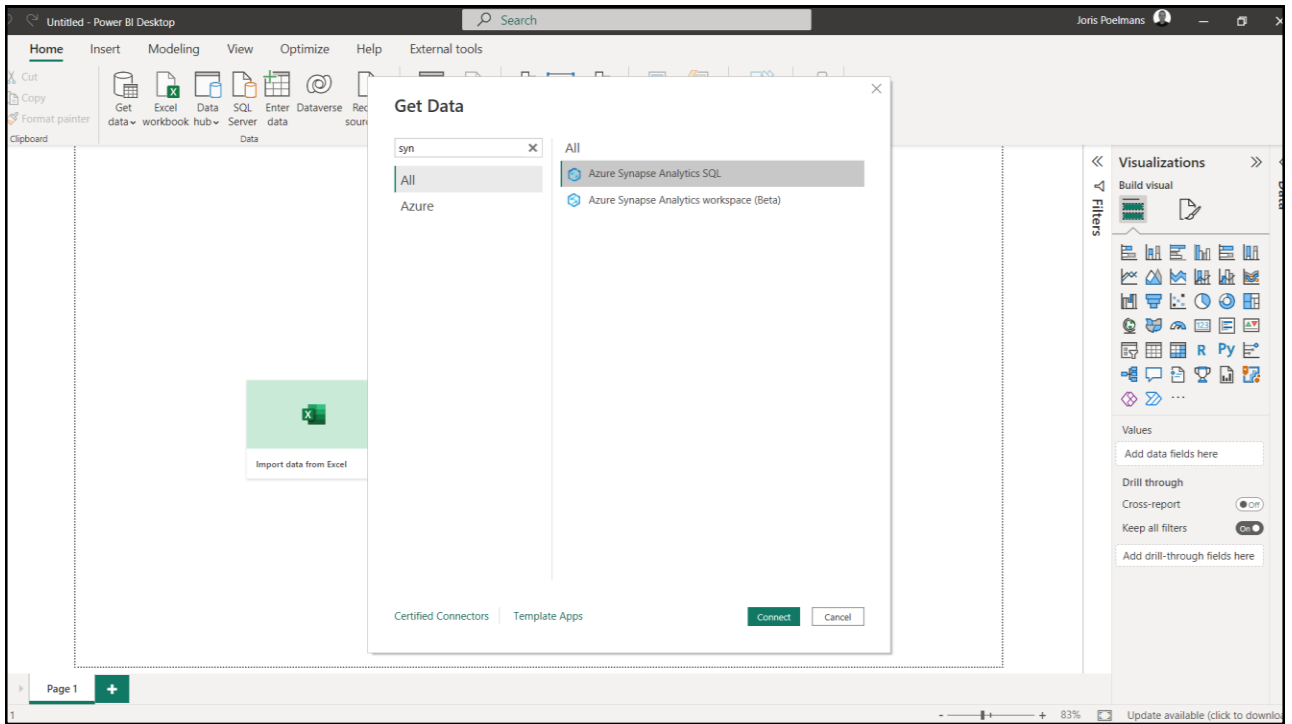 Untitled - Power BI Desktop
Search
Joris Poelmans
Home Insert Modeling View Optimize Help External tools
Cut
Copy
Format painter
Clipboard
Get data
Excel workbook
Data hub
SQL Server
Enter data
Dataverse
Data
Get Data
syn
All
Azure
All
Azure Synapse Analytics SQL
Azure Synapse Analytics workspace (Beta)
Certified Connectors
Template Apps
Connect
Cancel
Import data from Excel
Filters
Visualizations
Build visual
123
R
Py
Values
Add data fields here
Drill through
Cross-report
Off
Keep all filters
On
Add drill-through fields here
Page 1
83%
Update available (click to downlo